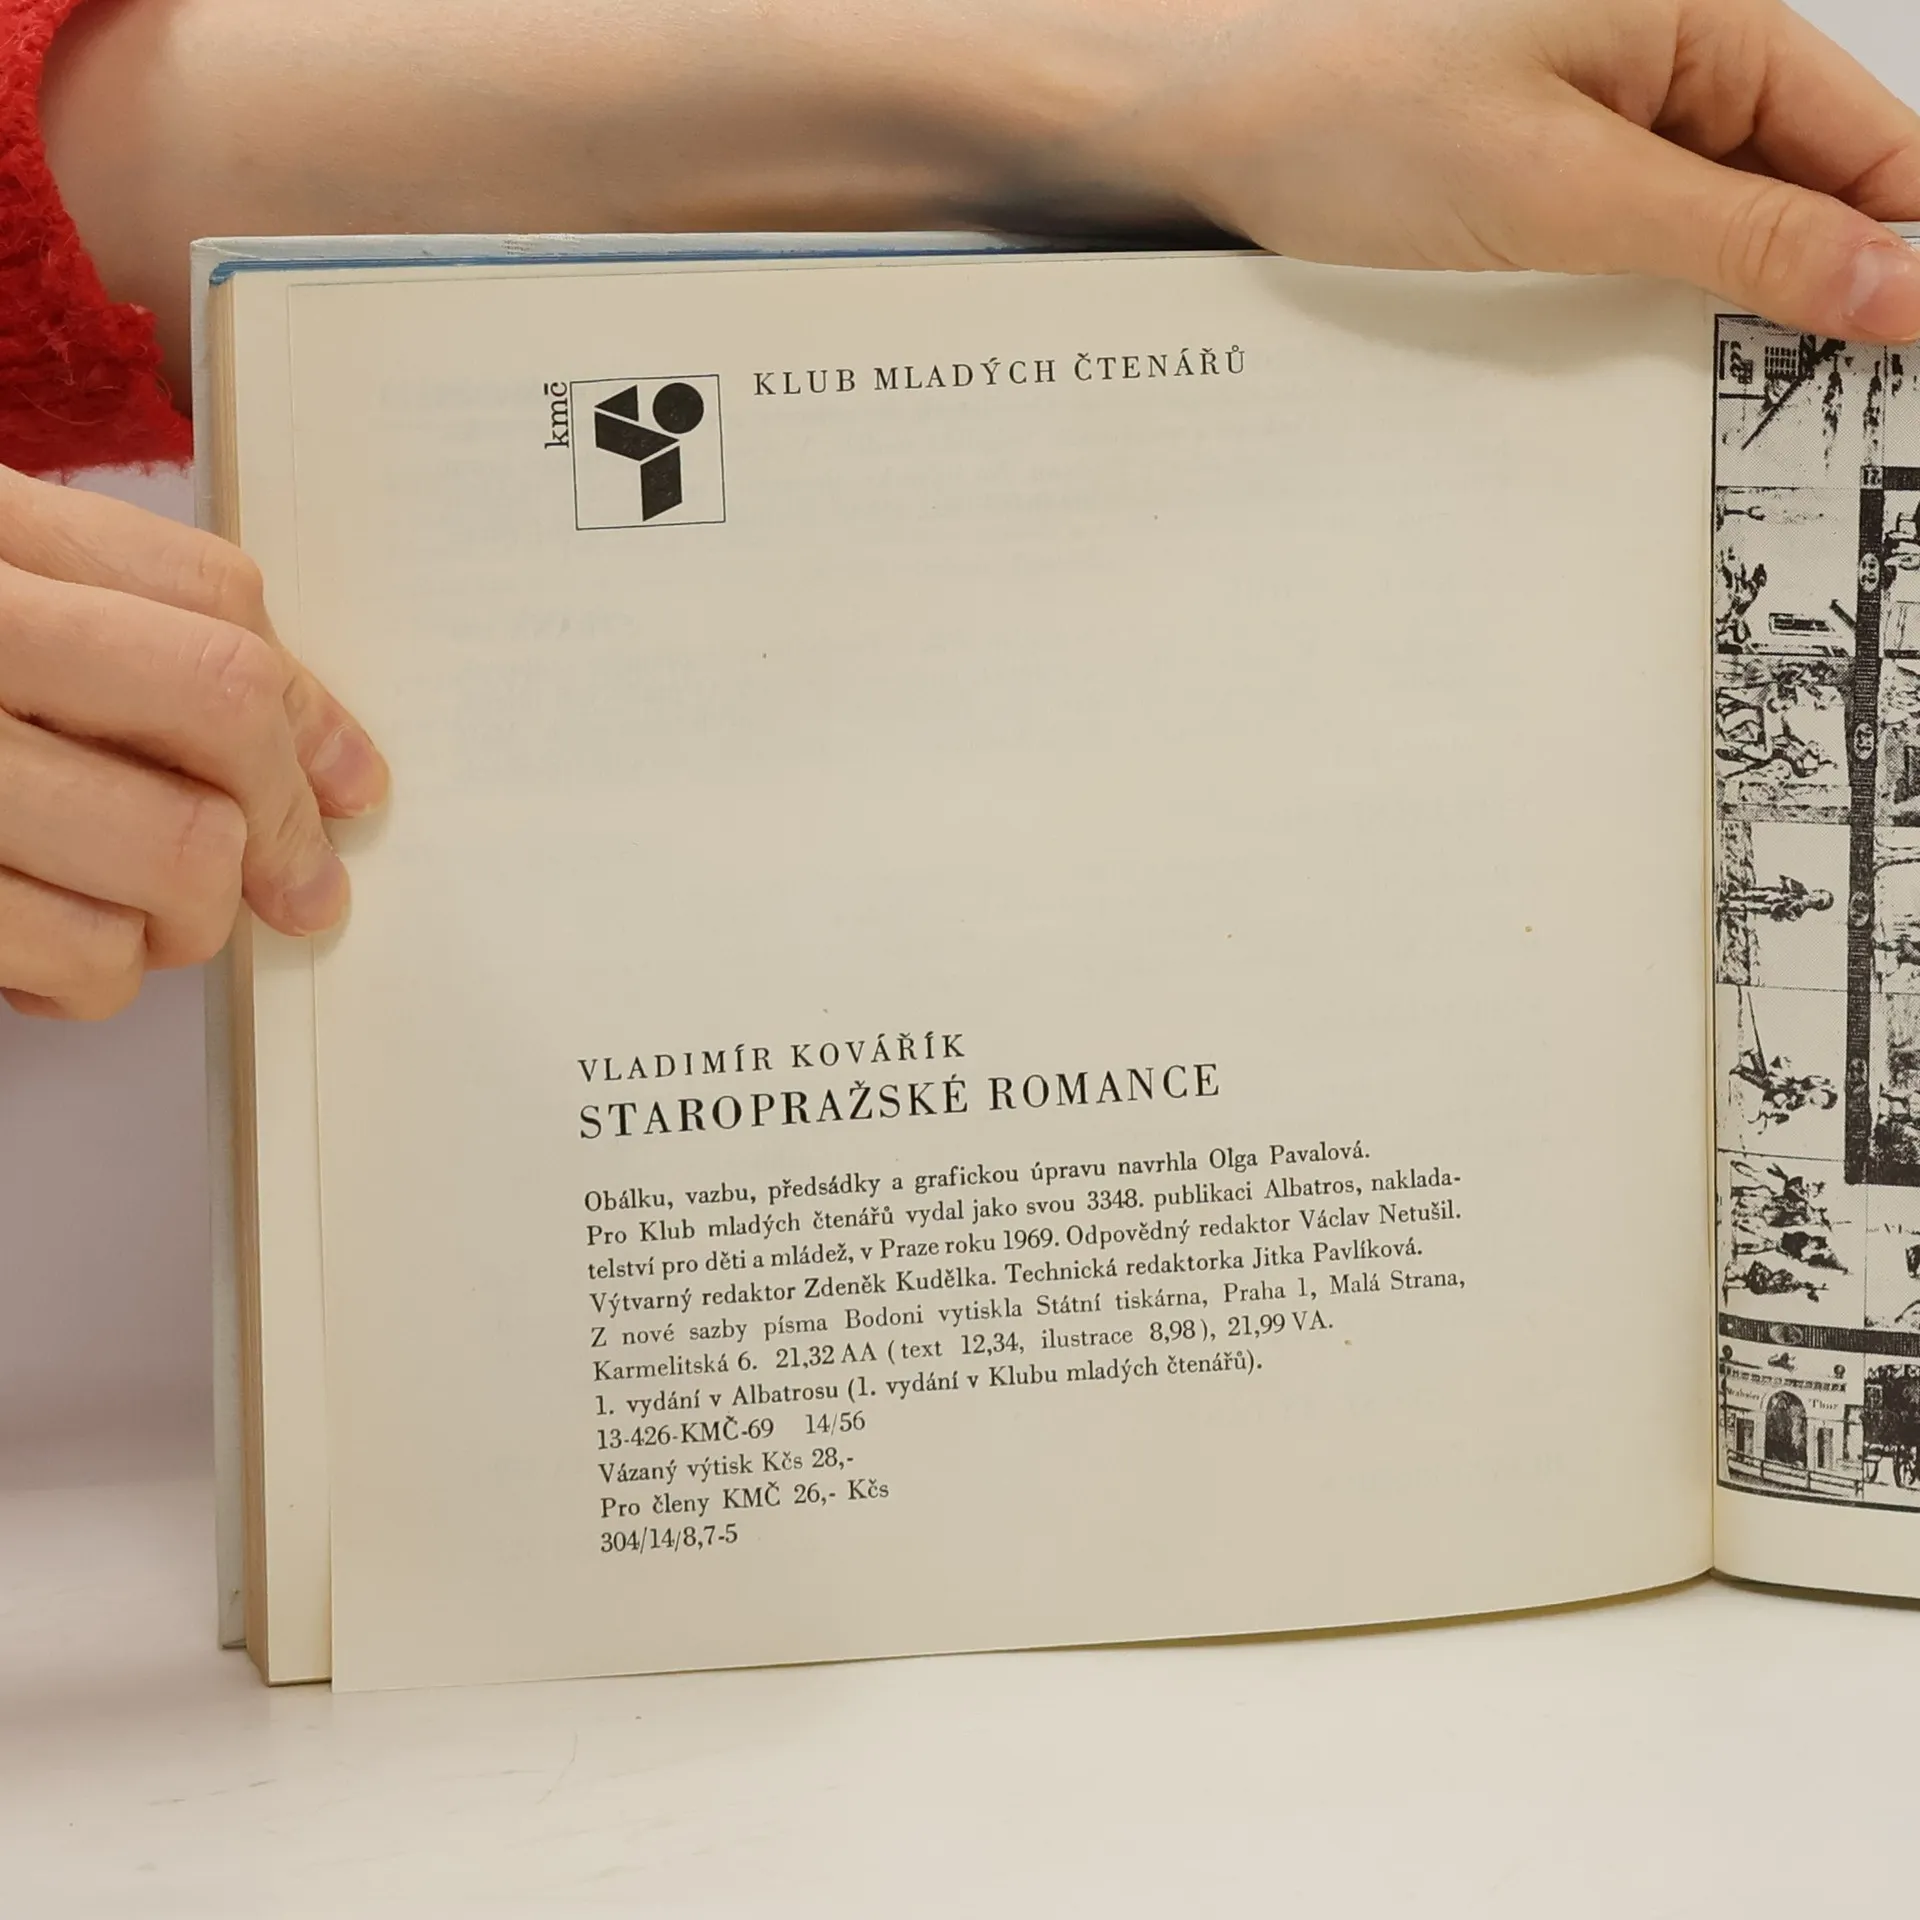 kmč
KLUB MLADÝCH ČTENÁŘŮ
VLADIMÍR KOVÁŘÍK
STAROPRAŽSKÉ ROMANCE
Obálku, vazbu, předsádky a grafickou úpravu navrhla Olga Pavalová.
Pro Klub mladých čtenářů vydal jako svou 3348. publikaci Albatros, naklada-
telství pro děti a mládež, v Praze roku 1969. Odpovědný redaktor Václav Netušil.
Výtvarný redaktor Zdeněk Kudělka. Technická redaktorka Jitka Pavlíková.
Z nové sazby písma Bodoni vytiskla Státní tiskárna, Praha 1, Malá Strana,
Karmelitská 6. 21,32 AA (text 12,34, ilustrace 8,98), 21,99 VA.
1. vydání v Albatrosu (1. vydání v Klubu mladých čtenářů).
13-426-KMČ-69 14/56
Vázaný výtisk Kčs 28,-
Pro členy KMČ 26,- Kčs
304/14/8,7-5